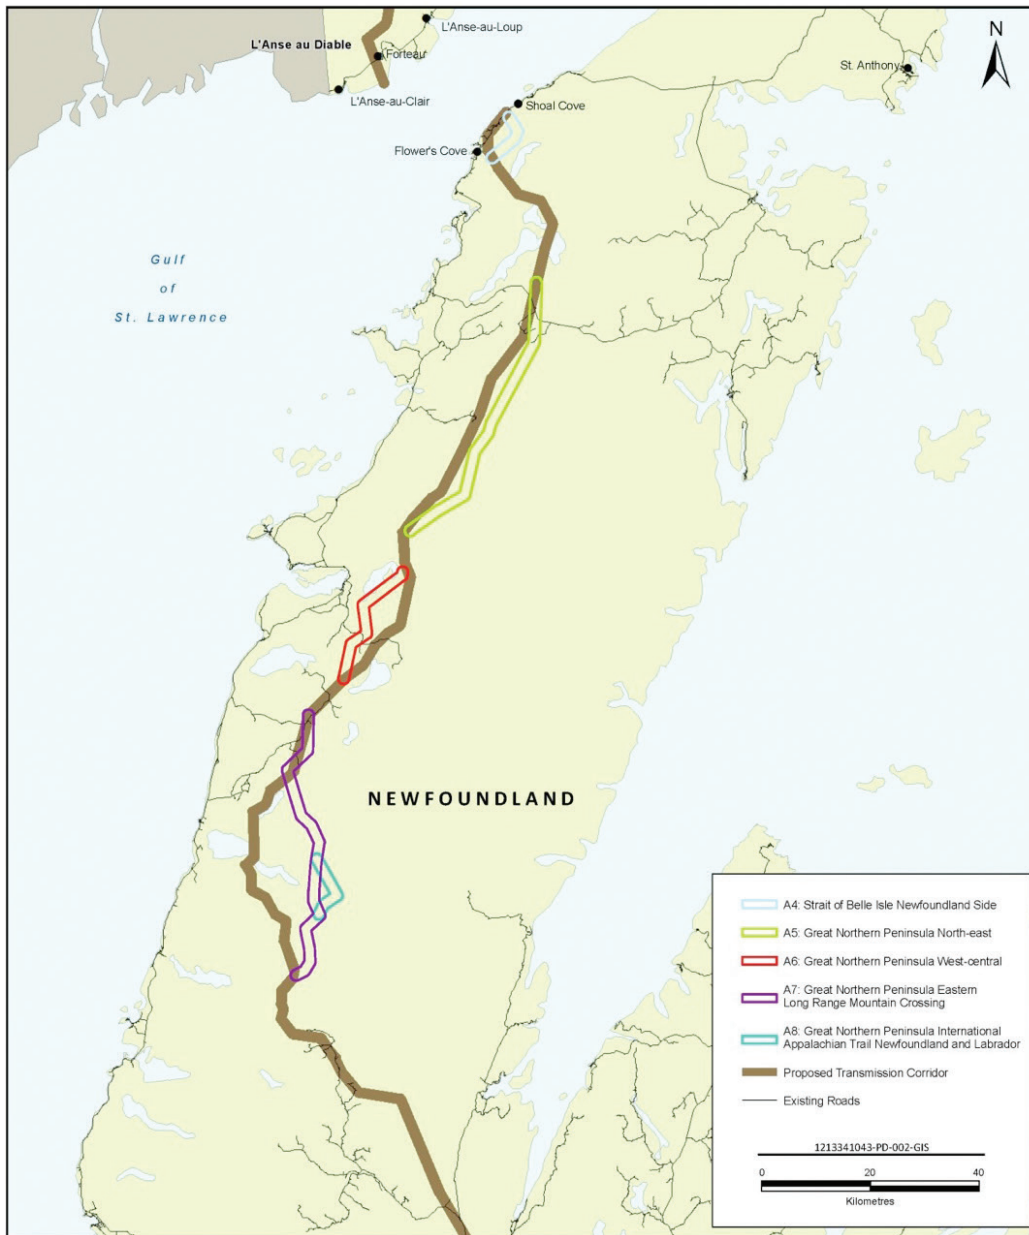 L'Anse-au-Loup
L'Anse au Diable
Forteau
L'Anse-au-Clair
N
St. Anthony
Shoal Cove
Flower's Cove
Gulf
of
St. Lawrence
NEWFOUNDLAND
A4: Strait of Belle Isle Newfoundland Side
A5: Great Northern Peninsula North-east
A6: Great Northern Peninsula West-central
A7: Great Northern Peninsula Eastern
Long Range Mountain Crossing
A8: Great Northern Peninsula International
Appalachian Trail Newfoundland and Labrador
Proposed Transmission Corridor
Existing Roads
1213341043-PD-002-GIS
0 20 40
Kilometres